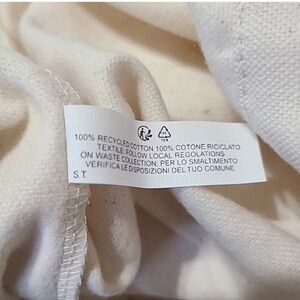 100% RECYCLED COTTON 100% COTONE RICICLATO
TEXTILE. FOLLOW LOCAL REGOLATIONS
ON WASTE COLLECTION; PER LO SMALTIMENTO
VERIFICA LE DISPOSIZIONI DEL TUO COMUNE
S.T.